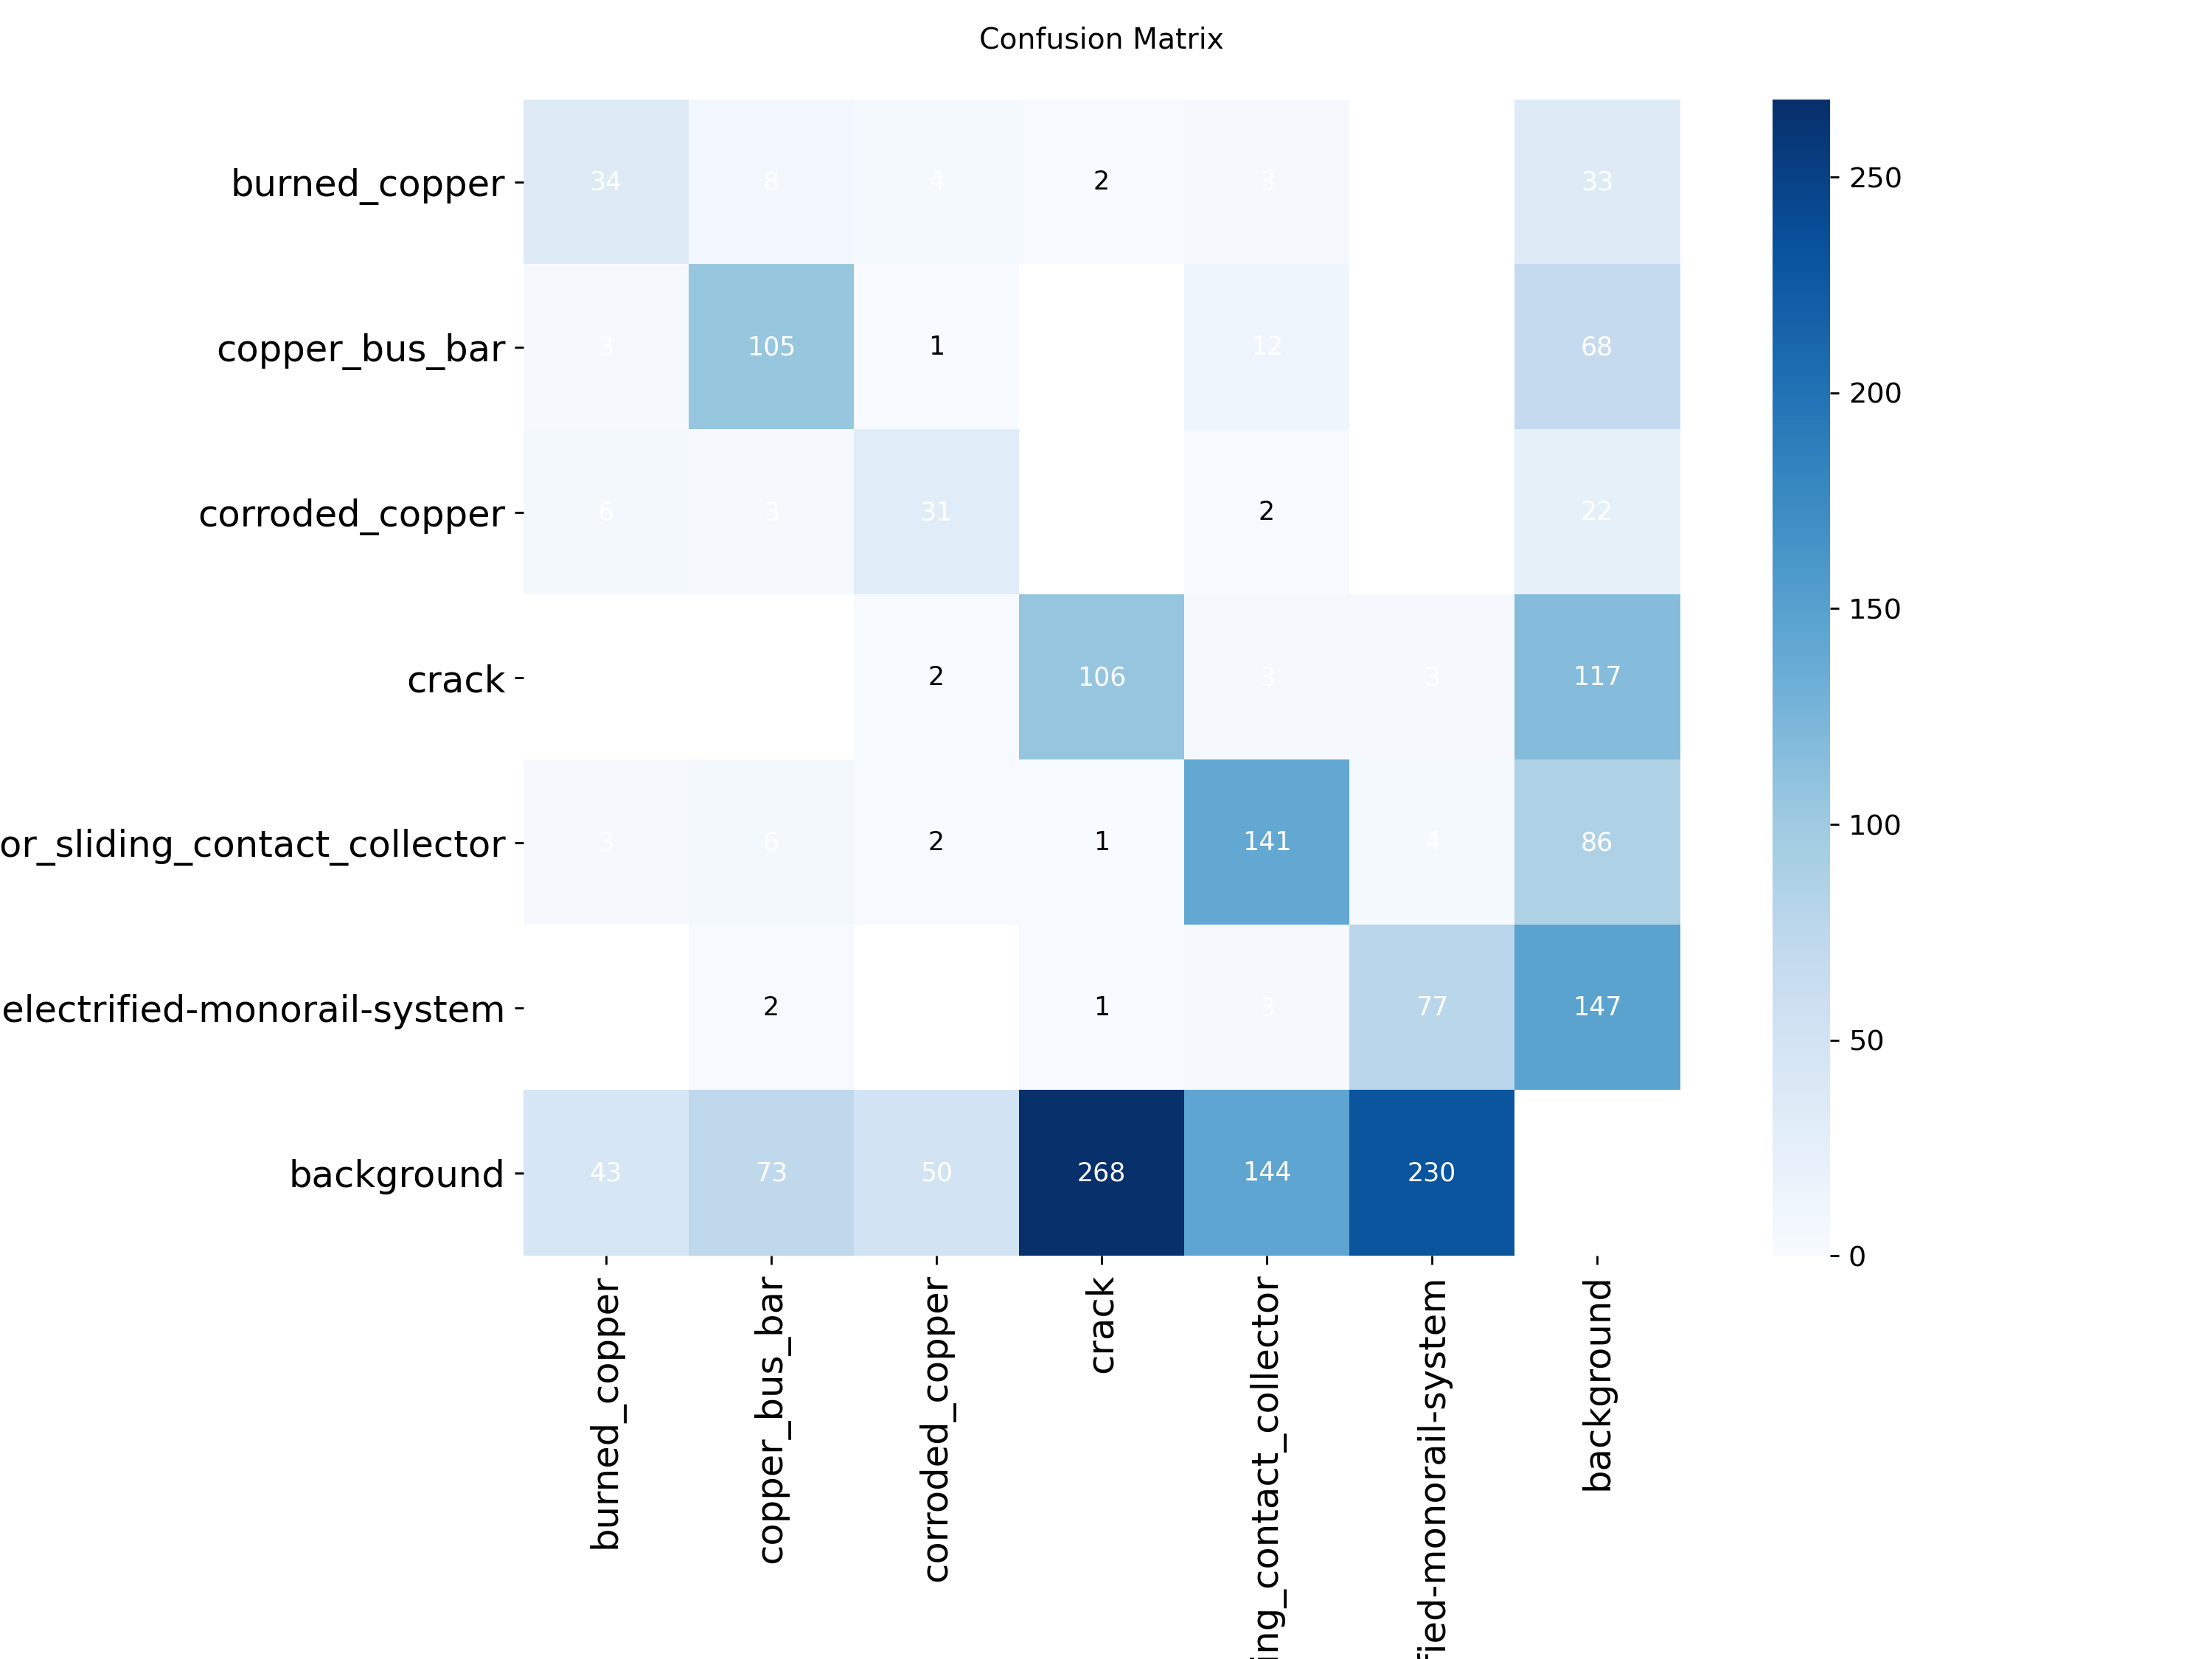 Confusion Matrix
burned_copper 34 8 4 2 3 33
copper_bus_bar 3 105 1 12 68
corroded_copper 6 3 31 2 22
crack 2 106 3 3 117
or_sliding_contact_collector 3 6 2 1 141 4 86
electrified-monorail-system 2 1 3 77 147
background 43 73 50 268 144 230
burned_copper
copper_bus_bar
corroded_copper
crack
ing_contact_collector
fied-monorail-system
background
250
200
150
100
50
0